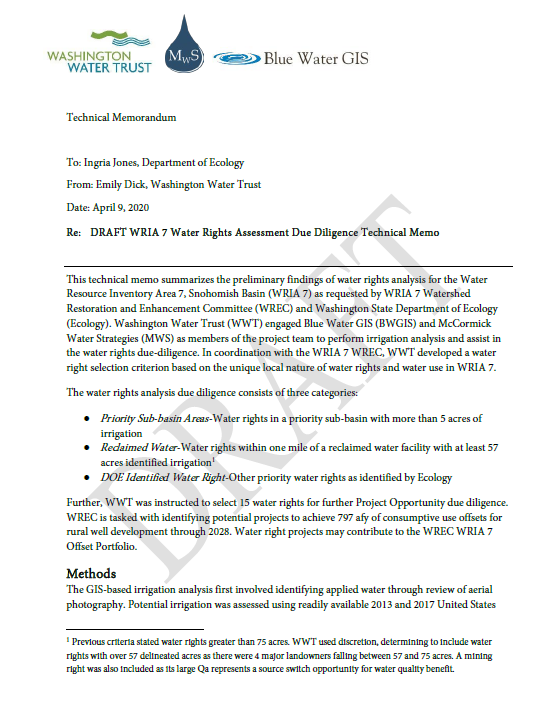 WASHINGTON
WATER TRUST
MWS
Blue Water GIS
Technical Memorandum
To: Ingria Jones, Department of Ecology
From: Emily Dick, Washington Water Trust
Date: April 9, 2020
Re: DRAFT WRIA 7 Water Rights Assessment Due Diligence Technical Memo
This technical memo summarizes the preliminary findings of water rights analysis for the Water
Resource Inventory Area 7, Snohomish Basin (WRIA 7) as requested by WRIA 7 Watershed
Restoration and Enhancement Committee (WREC) and Washington State Department of Ecology
(Ecology). Washington Water Trust (WWT) engaged Blue Water GIS (BWGIS) and McCormick
Water Strategies (MWS) as members of the project team to perform irrigation analysis and assist in
the water rights due-diligence. In coordination with the WRIA 7 WREC, WWT developed a water
right selection criterion based on the unique local nature of water rights and water use in WRIA 7.
The water rights analysis due diligence consists of three categories:
● Priority Sub-basin Areas-Water rights in a priority sub-basin with more than 5 acres of
irrigation
● Reclaimed Water-Water rights within one mile of a reclaimed water facility with at least 57
acres identified irrigation¹
● DOE Identified Water Right-Other priority water rights as identified by Ecology
Further, WWT was instructed to select 15 water rights for further Project Opportunity due diligence.
WREC is tasked with identifying potential projects to achieve 797 afy of consumptive use offsets for
rural well development through 2028. Water right projects may contribute to the WREC WRIA 7
Offset Portfolio.
Methods
The GIS-based irrigation analysis first involved identifying applied water through review of aerial
photography. Potential irrigation was assessed using readily available 2013 and 2017 United States
¹ Previous criteria stated water rights greater than 75 acres. WWT used discretion, determining to include water
rights with over 57 delineated acres as there were 4 major landowners falling between 57 and 75 acres. A mining
right was also included as its large Qa represents a source switch opportunity for water quality benefit.
DRAFT